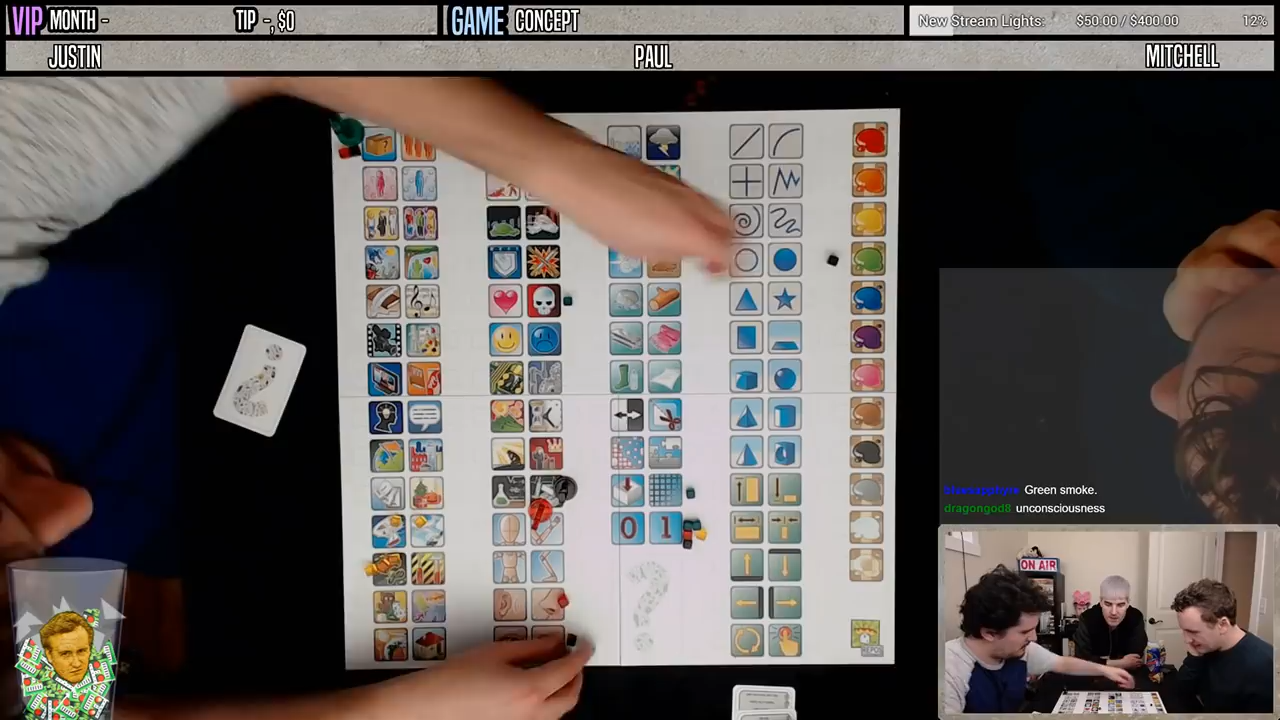 VIP MONTH -
TIP -, $0
GAME CONCEPT
New Stream Lights: $50.00 / $400.00 12%
JUSTIN
PAUL
MITCHELL
0 1
Green smoke.
dragongod8 unconsciousness
ON AIR